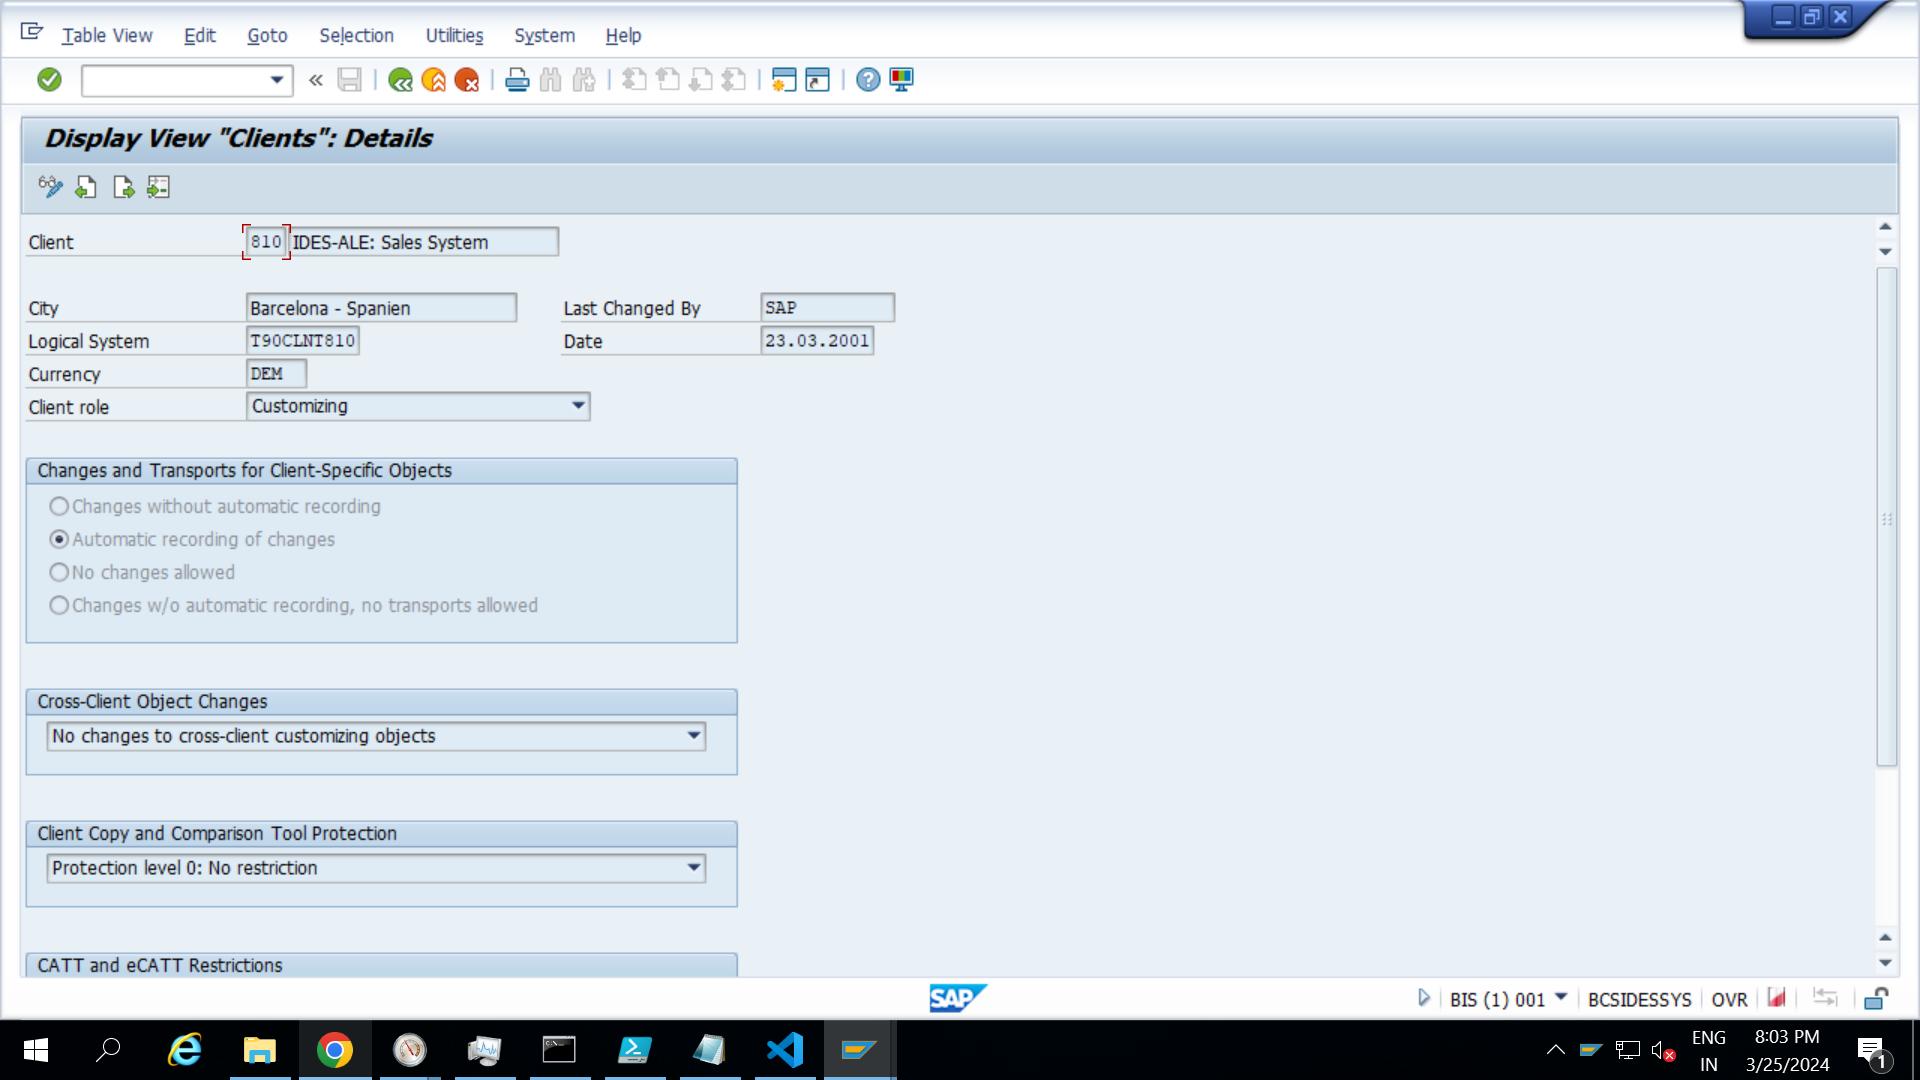 Table View Edit Goto Selection Utilities System Help
Display View "Clients": Details
Client 810 IDES-ALE: Sales System
City Barcelona - Spanien Last Changed By SAP
Logical System T90CLNT810 Date 23.03.2001
Currency DEM
Client role Customizing
Changes and Transports for Client-Specific Objects
Changes without automatic recording
Automatic recording of changes
No changes allowed
Changes w/o automatic recording, no transports allowed
Cross-Client Object Changes
No changes to cross-client customizing objects
Client Copy and Comparison Tool Protection
Protection level 0: No restriction
CATT and eCATT Restrictions
SAP BIS (1) 001 BCSIDESSYS OVR
ENG 8:03 PM
IN 3/25/2024 1